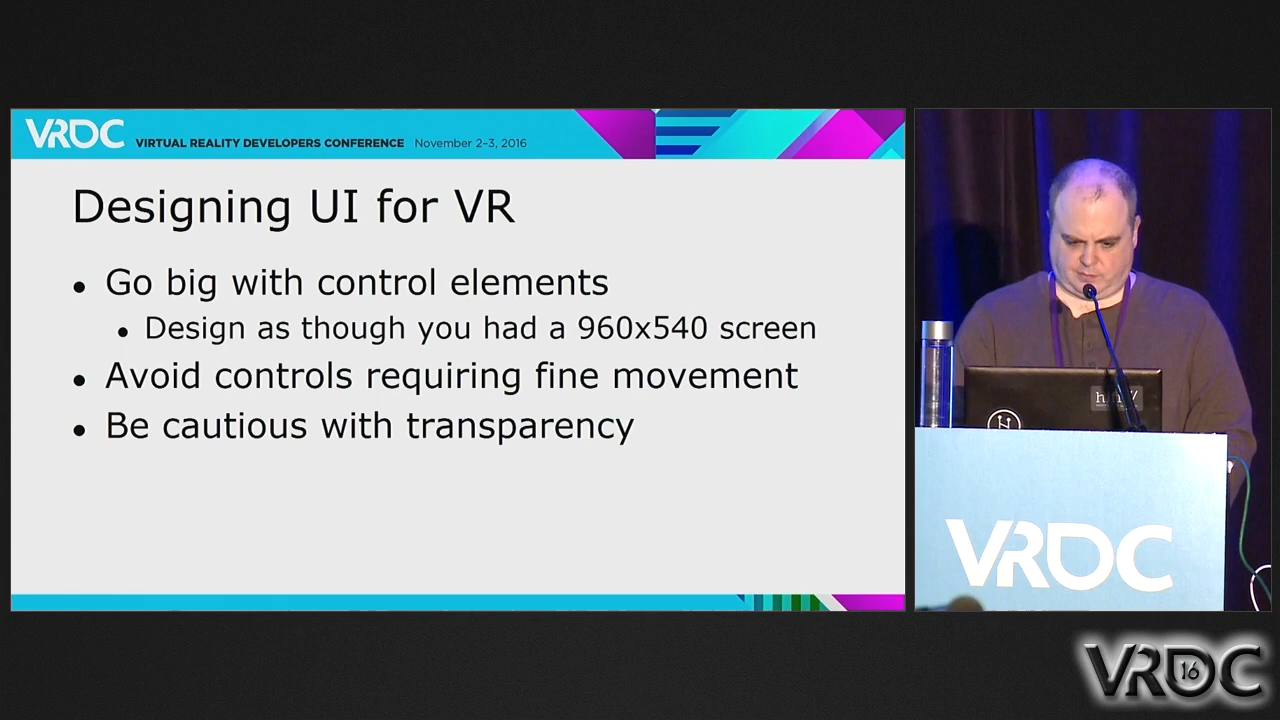 VRDC VIRTUAL REALITY DEVELOPERS CONFERENCE November 2-3, 2016
Designing UI for VR
• Go big with control elements
• Design as though you had a 960x540 screen
• Avoid controls requiring fine movement
• Be cautious with transparency
VRDC
VRDC
16